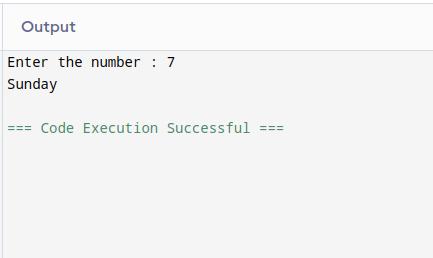 Output
Enter the number : 7
Sunday
=== Code Execution Successful ===